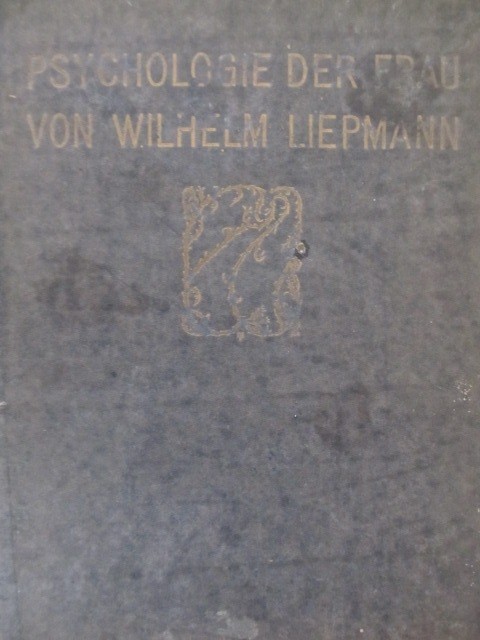 PSYCHOLOGIE DER FRAU
VON WILHELM LIEPMANN